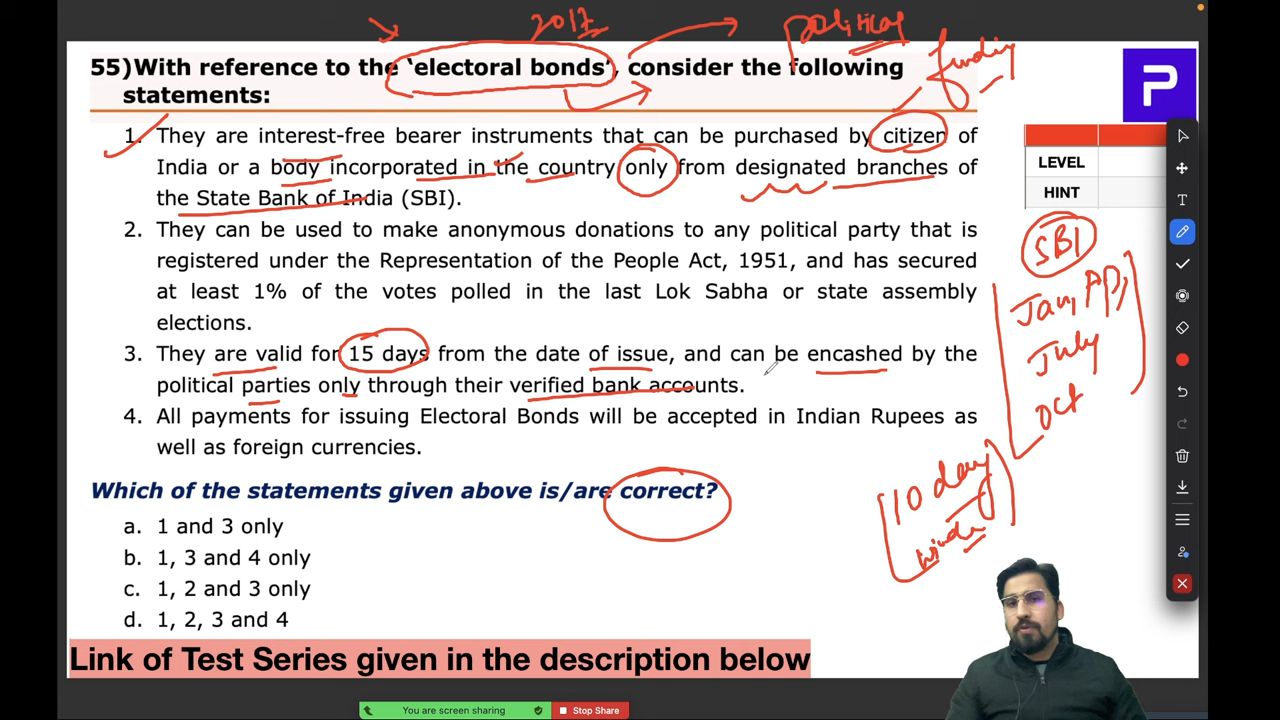 2017
political
funding
55)With reference to the ‘electoral bonds’, consider the following
statements:
1. They are interest-free bearer instruments that can be purchased by citizen of
India or a body incorporated in the country only from designated branches of
the State Bank of India (SBI).
2. They can be used to make anonymous donations to any political party that is
registered under the Representation of the People Act, 1951, and has secured
at least 1% of the votes polled in the last Lok Sabha or state assembly
elections.
3. They are valid for 15 days from the date of issue, and can be encashed by the
political parties only through their verified bank accounts.
4. All payments for issuing Electoral Bonds will be accepted in Indian Rupees as
well as foreign currencies.
Which of the statements given above is/are correct?
a. 1 and 3 only
b. 1, 3 and 4 only
c. 1, 2 and 3 only
d. 1, 2, 3 and 4
Link of Test Series given in the description below
P
LEVEL
HINT
SBI
Jan,
July
Oct
10 day
T
You are screen sharing
Stop Share